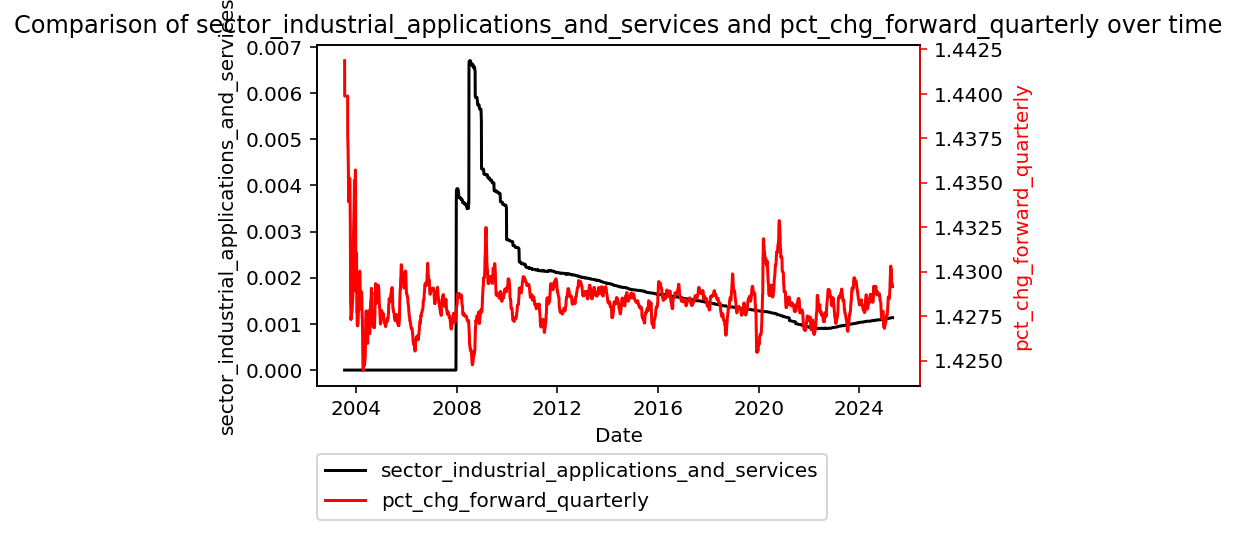 Comparison of sector_industrial_applications_and_services and pct_chg_forward_quarterly over time
sector_industrial_applications_and_services
0.007
0.006
0.005
0.004
0.003
0.002
0.001
0.000
1.4425
1.4400
1.4375
1.4350
1.4325
1.4300
1.4275
1.4250
pct_chg_forward_quarterly
2004 2008 2012 2016 2020 2024
Date
sector_industrial_applications_and_services
pct_chg_forward_quarterly